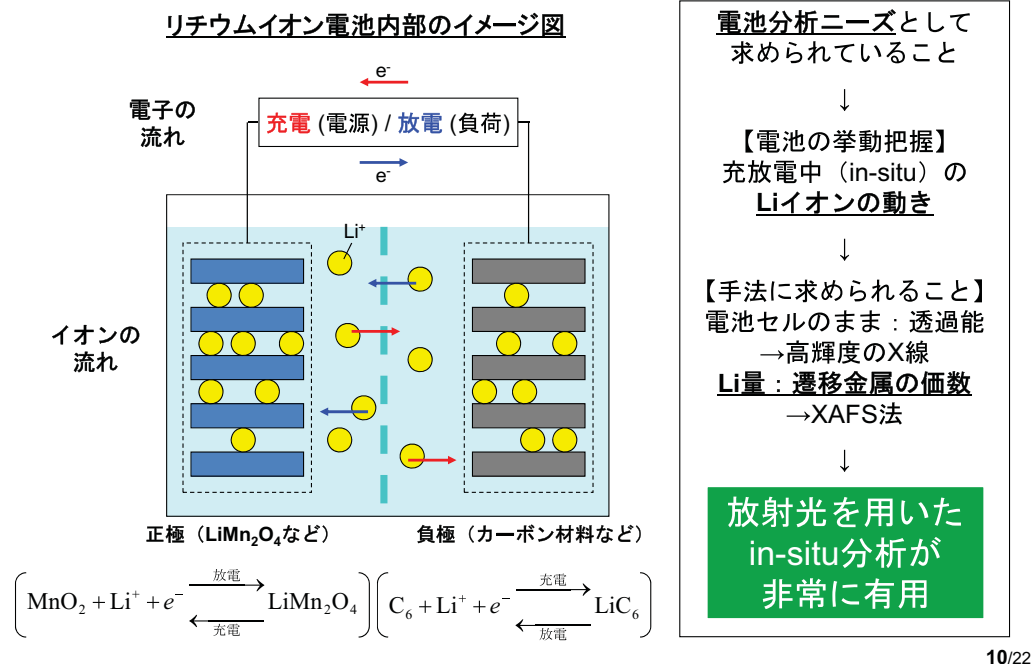 リチウムイオン電池内部のイメージ図
e-
電子の
流れ
充電 (電源) / 放電 (負荷)
e-
Li+
イオンの
流れ
正極（LiMn2O4など）
負極（カーボン材料など）
MnO2 + Li+ + e− 放電 充電 LiMn2O4
C6 + Li+ + e− 充電 放電 LiC6
電池分析ニーズとして
求められていること
↓
【電池の挙動把握】
充放電中（in-situ）の
Liイオンの動き
↓
【手法に求められること】
電池セルのまま：透過能
→高輝度のX線
Li量：遷移金属の価数
→XAFS法
↓
放射光を用いた
in-situ分析が
非常に有用
10/22